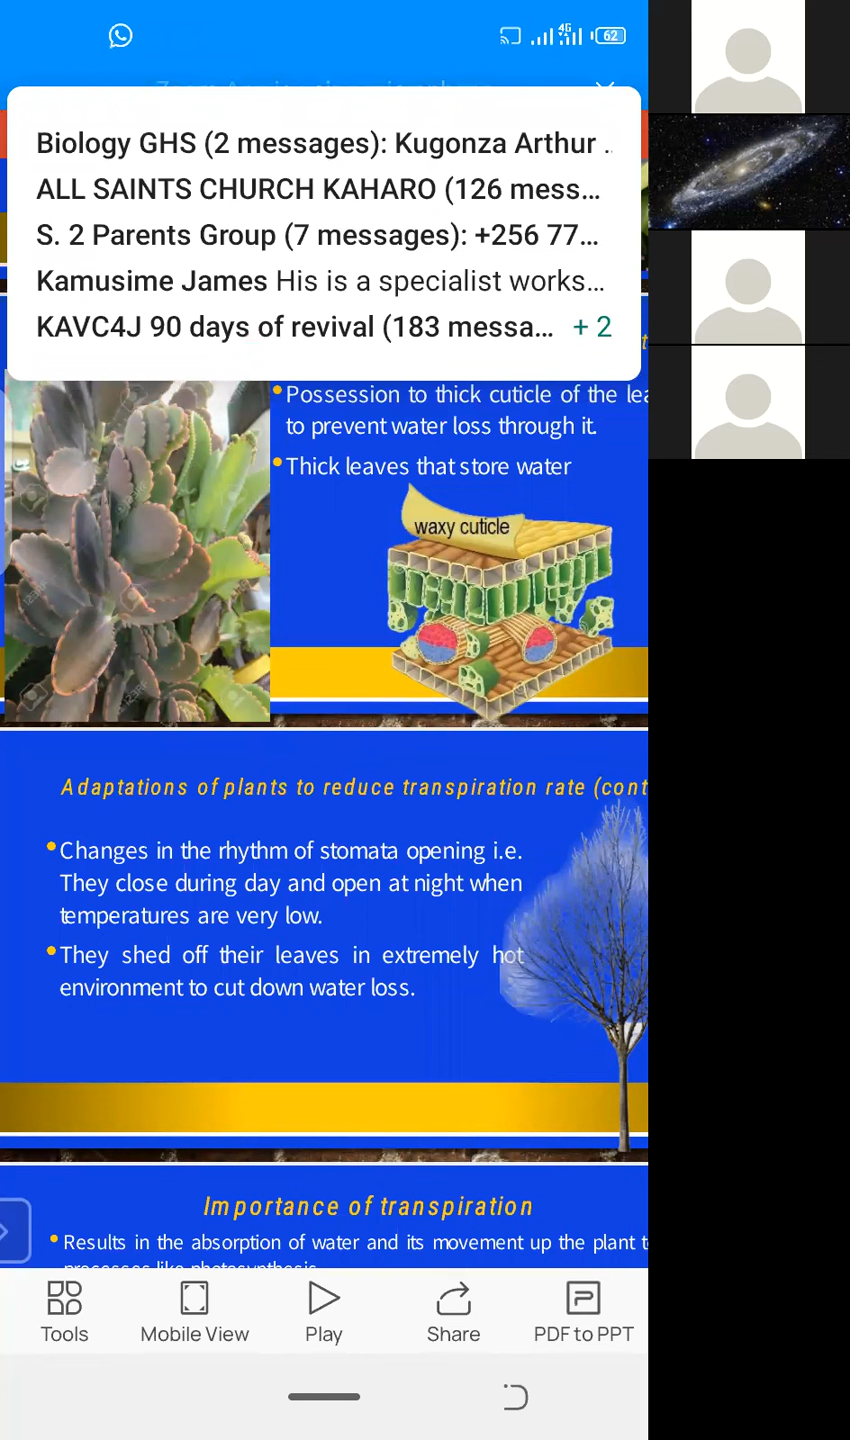 4G
62
Biology GHS (2 messages): Kugonza Arthur ..
ALL SAINTS CHURCH KAHARO (126 mess...
S. 2 Parents Group (7 messages): +256 77...
Kamusime James His is a specialist works...
KAVC4J 90 days of revival (183 messa... + 2
Possession to thick cuticle of the lea
to prevent water loss through it.
Thick leaves that store water
waxy cuticle
Adaptations of plants to reduce transpiration rate (cont
Changes in the rhythm of stomata opening i.e.
They close during day and open at night when
temperatures are very low.
They shed off their leaves in extremely hot
environment to cut down water loss.
Importance of transpiration
Results in the absorption of water and its movement up the plant t
processes like photosynthesis
Tools
Mobile View
Play
Share
PDF to PPT